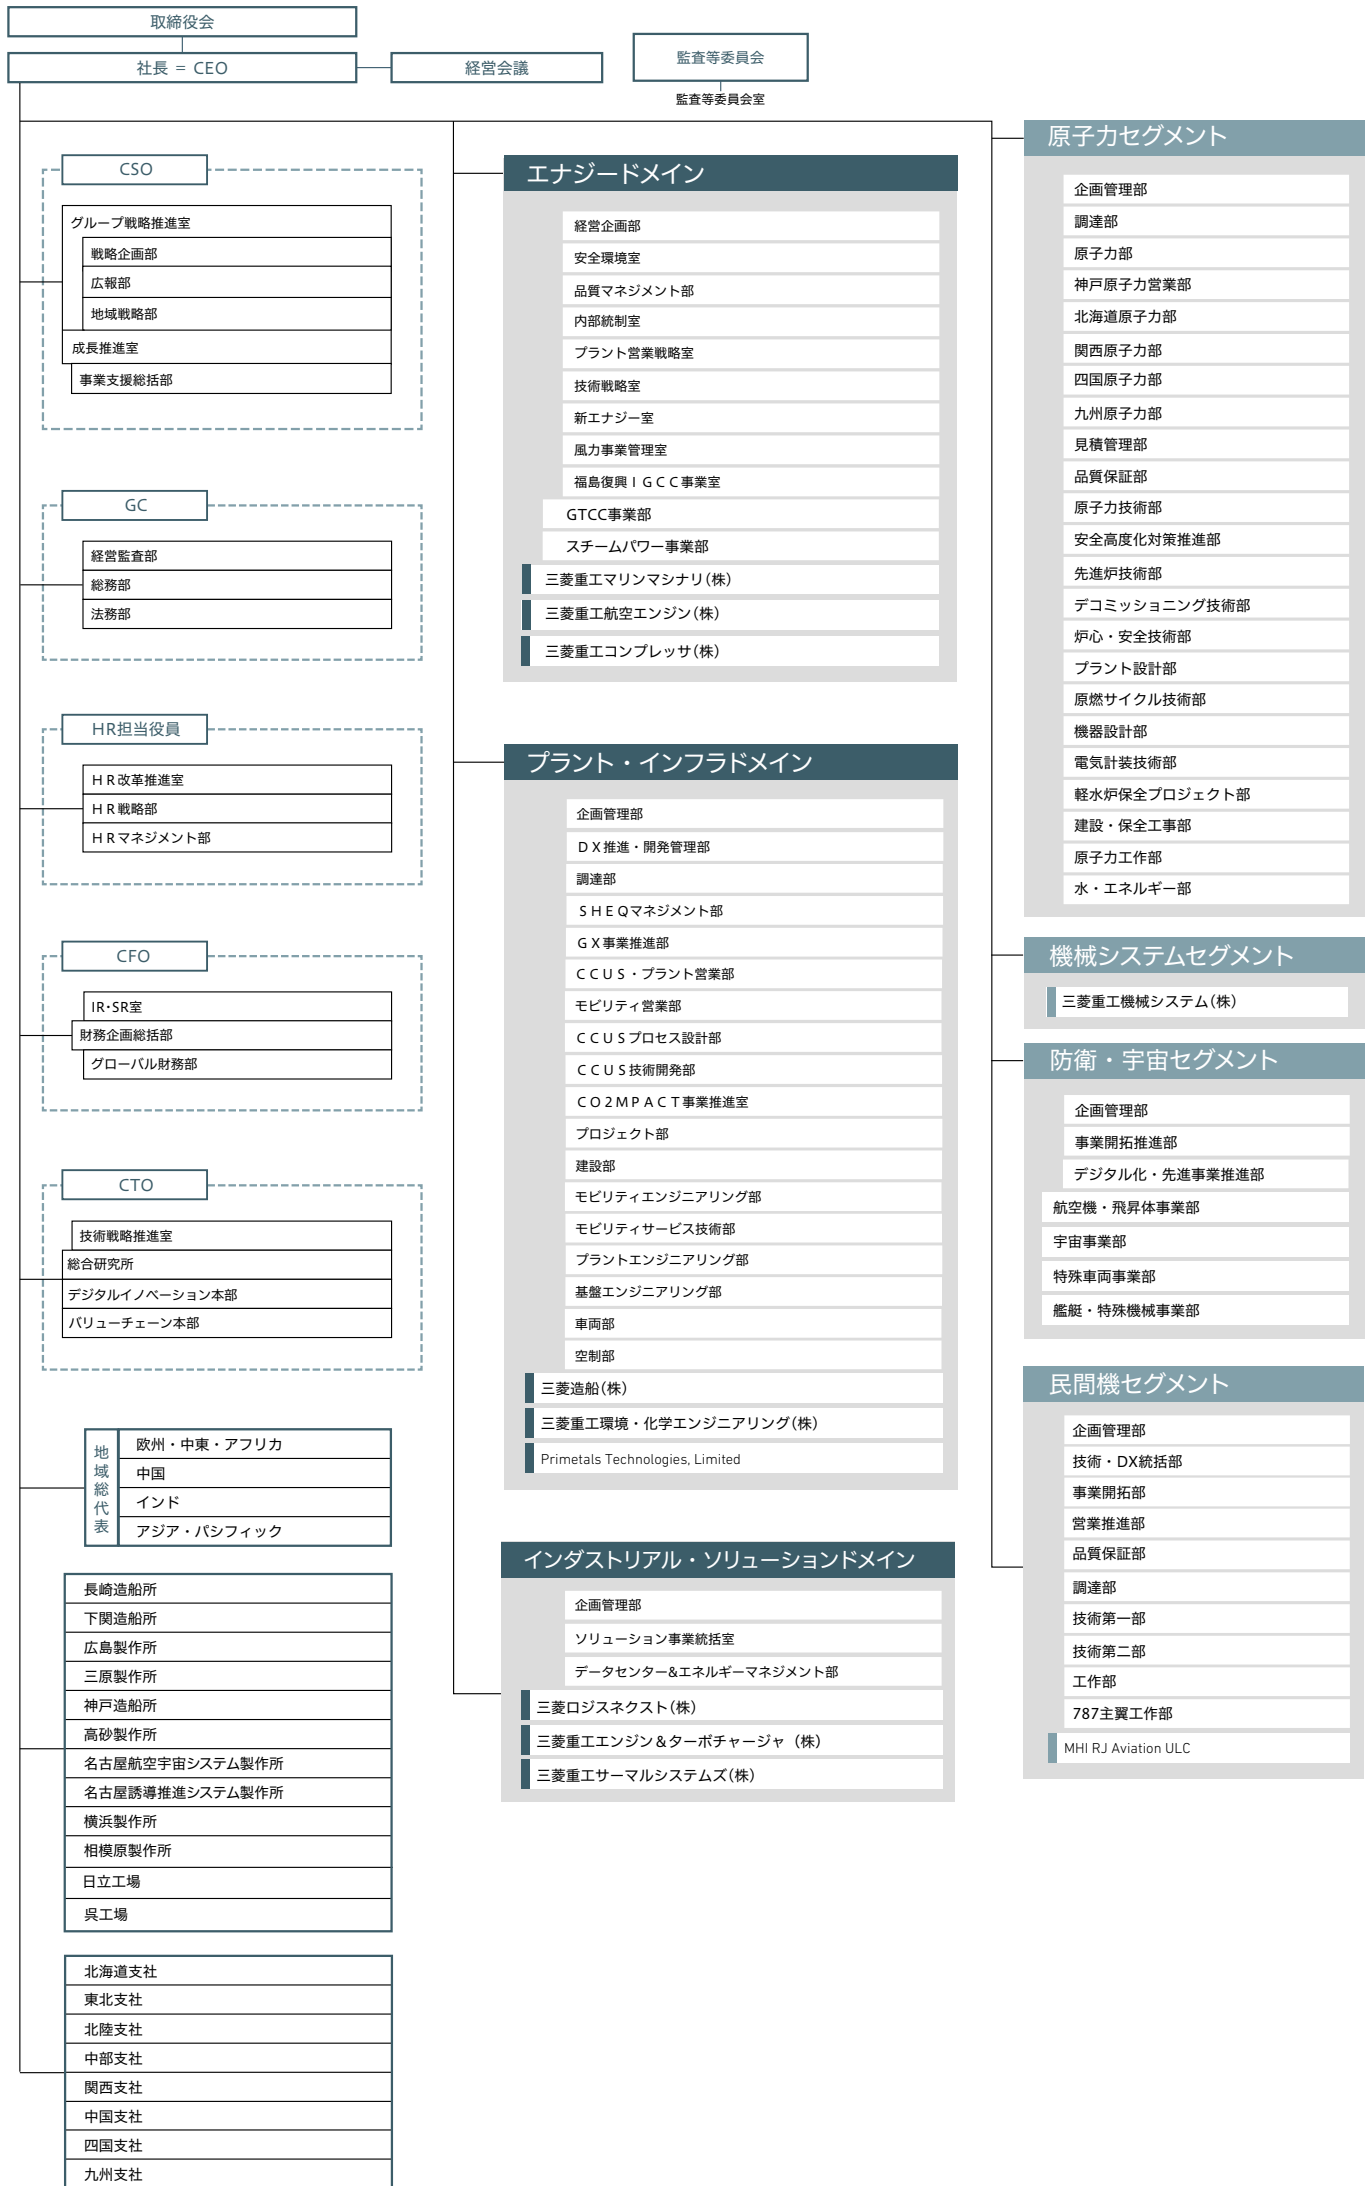 取締役会
社長 = CEO
経営会議
監査等委員会
監査等委員会室
CSO
グループ戦略推進室
戦略企画部
広報部
地域戦略部
成長推進室
事業支援総括部
GC
経営監査部
総務部
法務部
HR担当役員
ＨＲ改革推進室
ＨＲ戦略部
ＨＲマネジメント部
CFO
IR･SR室
財務企画総括部
グローバル財務部
CTO
技術戦略推進室
総合研究所
デジタルイノベーション本部
バリューチェーン本部
地域総代表
欧州・中東・アフリカ
中国
インド
アジア・パシフィック
長崎造船所
下関造船所
広島製作所
三原製作所
神戸造船所
高砂製作所
名古屋航空宇宙システム製作所
名古屋誘導推進システム製作所
横浜製作所
相模原製作所
日立工場
呉工場
北海道支社
東北支社
北陸支社
中部支社
関西支社
中国支社
四国支社
九州支社
エナジードメイン
経営企画部
安全環境室
品質マネジメント部
内部統制室
プラント営業戦略室
技術戦略室
新エナジー室
風力事業管理室
福島復興ＩＧＣＣ事業室
GTCC事業部
スチームパワー事業部
三菱重工マリンマシナリ(株)
三菱重工航空エンジン(株)
三菱重工コンプレッサ(株)
プラント・インフラドメイン
企画管理部
ＤＸ推進・開発管理部
調達部
ＳＨＥＱマネジメント部
ＧＸ事業推進部
ＣＣＵＳ・プラント営業部
モビリティ営業部
ＣＣＵＳプロセス設計部
ＣＣＵＳ技術開発部
ＣＯ２ＭＰＡＣＴ事業推進室
プロジェクト部
建設部
モビリティエンジニアリング部
モビリティサービス技術部
プラントエンジニアリング部
基盤エンジニアリング部
車両部
空制部
三菱造船(株)
三菱重工環境・化学エンジニアリング(株)
Primetals Technologies, Limited
インダストリアル・ソリューションドメイン
企画管理部
ソリューション事業統括室
データセンター&エネルギーマネジメント部
三菱ロジスネクスト(株)
三菱重工エンジン＆ターボチャージャ (株)
三菱重工サーマルシステムズ(株)
原子力セグメント
企画管理部
調達部
原子力部
神戸原子力営業部
北海道原子力部
関西原子力部
四国原子力部
九州原子力部
見積管理部
品質保証部
原子力技術部
安全高度化対策推進部
先進炉技術部
デコミッショニング技術部
炉心・安全技術部
プラント設計部
原燃サイクル技術部
機器設計部
電気計装技術部
軽水炉保全プロジェクト部
建設・保全工事部
原子力工作部
水・エネルギー部
機械システムセグメント
三菱重工機械システム(株)
防衛・宇宙セグメント
企画管理部
事業開拓推進部
デジタル化・先進事業推進部
航空機・飛昇体事業部
宇宙事業部
特殊車両事業部
艦艇・特殊機械事業部
民間機セグメント
企画管理部
技術・DX統括部
事業開拓部
営業推進部
品質保証部
調達部
技術第一部
技術第二部
工作部
787主翼工作部
MHI RJ Aviation ULC